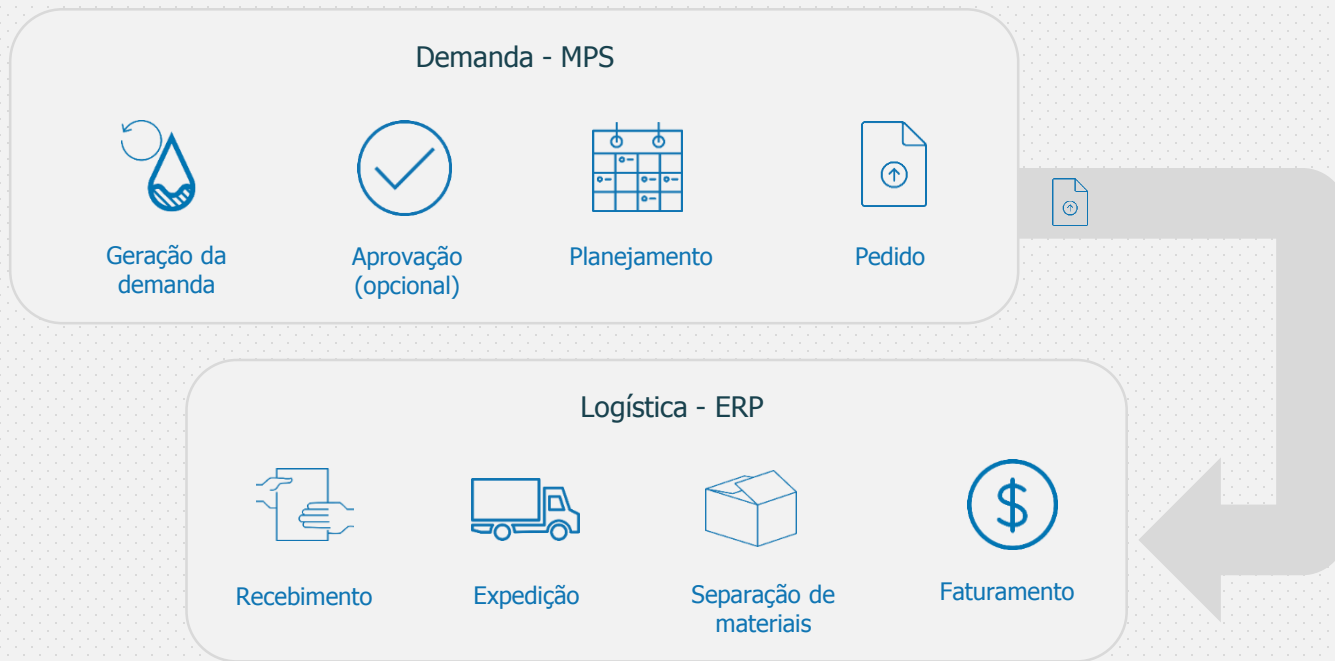 Demanda - MPS
Geração da
demanda
Aprovação
(opcional)
Planejamento
Pedido
Logística - ERP
Recebimento
Expedição
Separação de
materiais
$
Faturamento